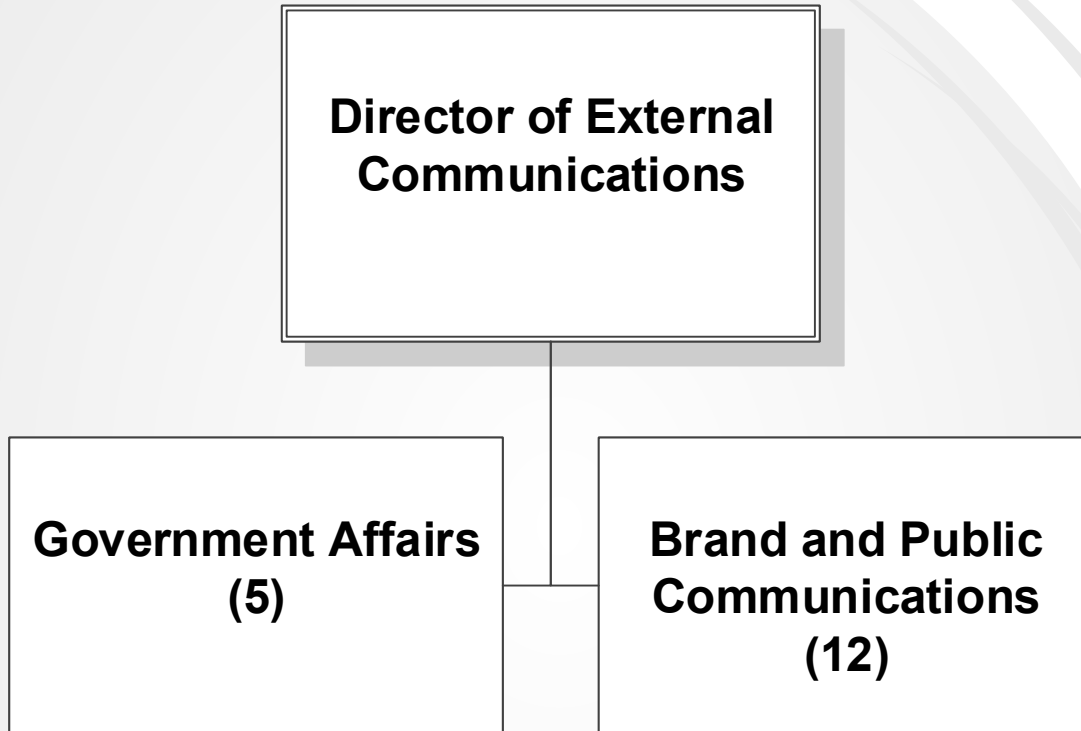 Director of External
Communications
Government Affairs
(5)
Brand and Public
Communications
(12)